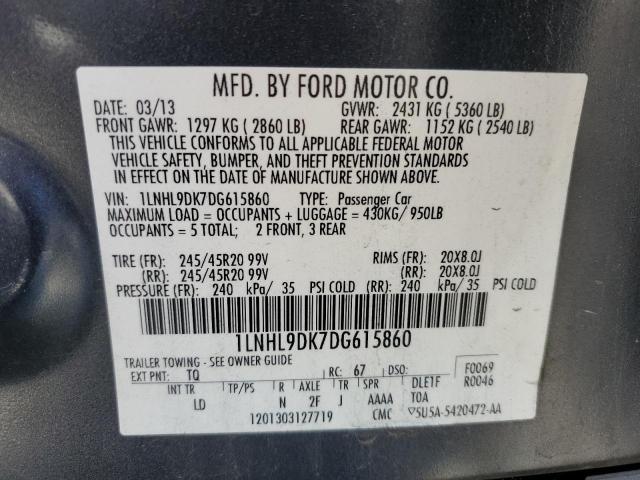 MFD. BY FORD MOTOR CO.
DATE: 03/13 GVWR: 2431 KG ( 5360 LB)
FRONT GAWR: 1297 KG ( 2860 LB) REAR GAWR: 1152 KG ( 2540 LB)
THIS VEHICLE CONFORMS TO ALL APPLICABLE FEDERAL MOTOR
VEHICLE SAFETY, BUMPER, AND THEFT PREVENTION STANDARDS
IN EFFECT ON THE DATE OF MANUFACTURE SHOWN ABOVE.
VIN: 1LNHL9DK7DG615860 TYPE: Passenger Car
MAXIMUM LOAD = OCCUPANTS + LUGGAGE = 430KG/ 950LB
OCCUPANTS = 5 TOTAL; 2 FRONT, 3 REAR
TIRE (FR): 245/45R20 99V RIMS (FR): 20X8.0J
(RR): 245/45R20 99V (RR): 20X8.0J
PRESSURE (FR): 240 kPa/ 35 PSI COLD (RR): 240 kPa/ 35 PSI COLD
1LNHL9DK7DG615860
TRAILER TOWING - SEE OWNER GUIDE
EXT PNT: TQ RC: 67 DSO: F0069
INT TR TP/PS R AXLE TR SPR DLE1F R0046
LD N 2F J AAAA TOA
1201303127719 CMC 5U5A-5420472-AA